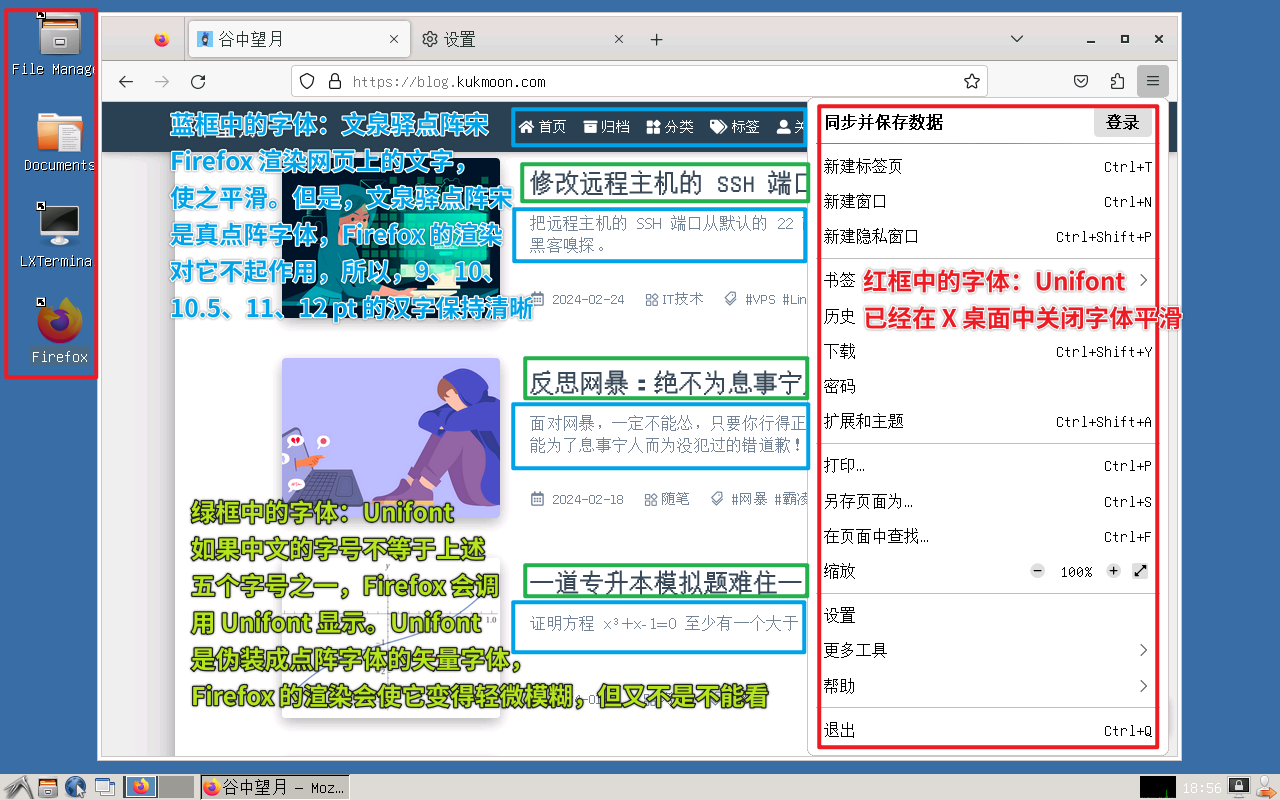 File Manag
Documents
LXTermina
Firefox
谷中望月
设置
https://blog.kukmoon.com
首页
归档
分类
标签
关
蓝框中的字体：文泉驿点阵宋
Firefox 渲染网页上的文字，
使之平滑。但是，文泉驿点阵宋
是真点阵字体，Firefox 的渲染
对它不起作用，所以，9、10、
10.5、11、12 pt 的汉字保持清晰
修改远程主机的 SSH 端口
把远程主机的 SSH 端口从默认的 22
黑客嗅探。
2024-02-24 IT技术 #VPS #Lin
反思网暴：绝不为息事宁
面对网暴，一定不能怂，只要你行得正
能为了息事宁人而为没犯过的错道歉！
2024-02-18 随笔 #网暴 #霸凌
绿框中的字体：Unifont
如果中文的字号不等于上述
五个字号之一，Firefox 会调
用 Unifont 显示。Unifont
是伪装成点阵字体的矢量字体，
Firefox 的渲染会使它变得轻微模糊，但又不是不能看
y
1.0
一道专升本模拟题难住一
证明方程 x³+x-1=0 至少有一个大于
同步并保存数据 登录
新建标签页 Ctrl+T
新建窗口 Ctrl+N
新建隐私窗口 Ctrl+Shift+P
书签
红框中的字体：Unifont
已经在 X 桌面中关闭字体平滑
历史
下载 Ctrl+Shift+Y
密码
扩展和主题 Ctrl+Shift+A
打印… Ctrl+P
另存页面为… Ctrl+S
在页面中查找… Ctrl+F
缩放 − 100% +
设置
更多工具
帮助
退出 Ctrl+Q
谷中望月 — Moz…
18:56